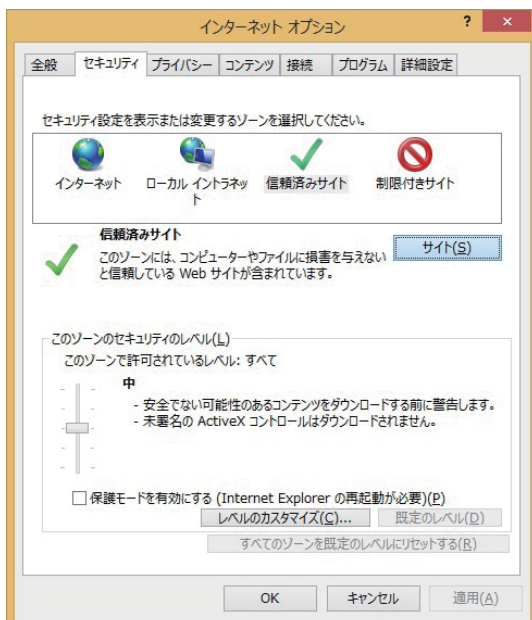 インターネット オプション
? ×
全般 セキュリティ プライバシー コンテンツ 接続 プログラム 詳細設定
セキュリティ設定を表示または変更するゾーンを選択してください。
インターネット ローカル イントラネッ 信頼済みサイト 制限付きサイト
ト
信頼済みサイト
このゾーンには、コンピューターやファイルに損害を与えない
と信頼している Web サイトが含まれています。
サイト(S)
このゾーンのセキュリティのレベル(L)
このゾーンで許可されているレベル: すべて
中
- 安全でない可能性のあるコンテンツをダウンロードする前に警告します。
- 未署名の ActiveX コントロールはダウンロードされません。
保護モードを有効にする (Internet Explorer の再起動が必要)(P)
レベルのカスタマイズ(C)... 既定のレベル(D)
すべてのゾーンを既定のレベルにリセットする(R)
OK キャンセル 適用(A)